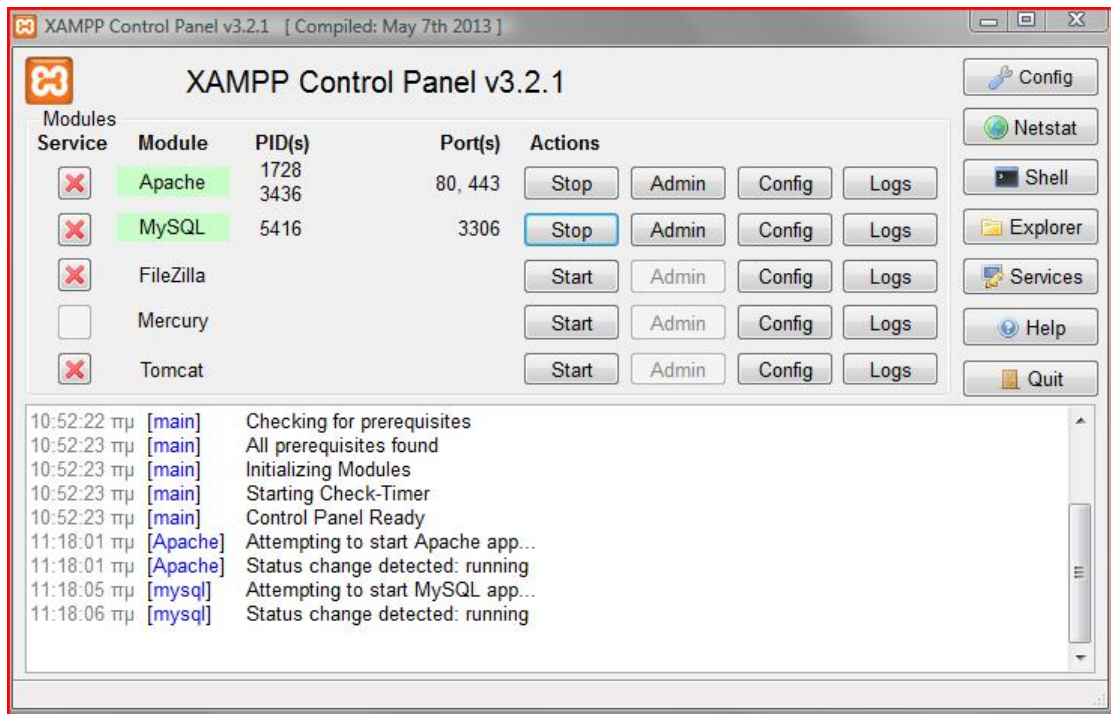 XAMPP Control Panel v3.2.1 [ Compiled: May 7th 2013 ]
XAMPP Control Panel v3.2.1
Config
Modules
Netstat
Service Module PID(s) Port(s) Actions
Apache 1728 3436 80, 443 Stop Admin Config Logs
Shell
MySQL 5416 3306 Stop Admin Config Logs
Explorer
FileZilla Start Admin Config Logs
Services
Mercury Start Admin Config Logs
Help
Tomcat Start Admin Config Logs
Quit
10:52:22 πμ [main] Checking for prerequisites
10:52:23 πμ [main] All prerequisites found
10:52:23 πμ [main] Initializing Modules
10:52:23 πμ [main] Starting Check-Timer
10:52:23 πμ [main] Control Panel Ready
11:18:01 πμ [Apache] Attempting to start Apache app...
11:18:01 πμ [Apache] Status change detected: running
11:18:05 πμ [mysql] Attempting to start MySQL app...
11:18:06 πμ [mysql] Status change detected: running